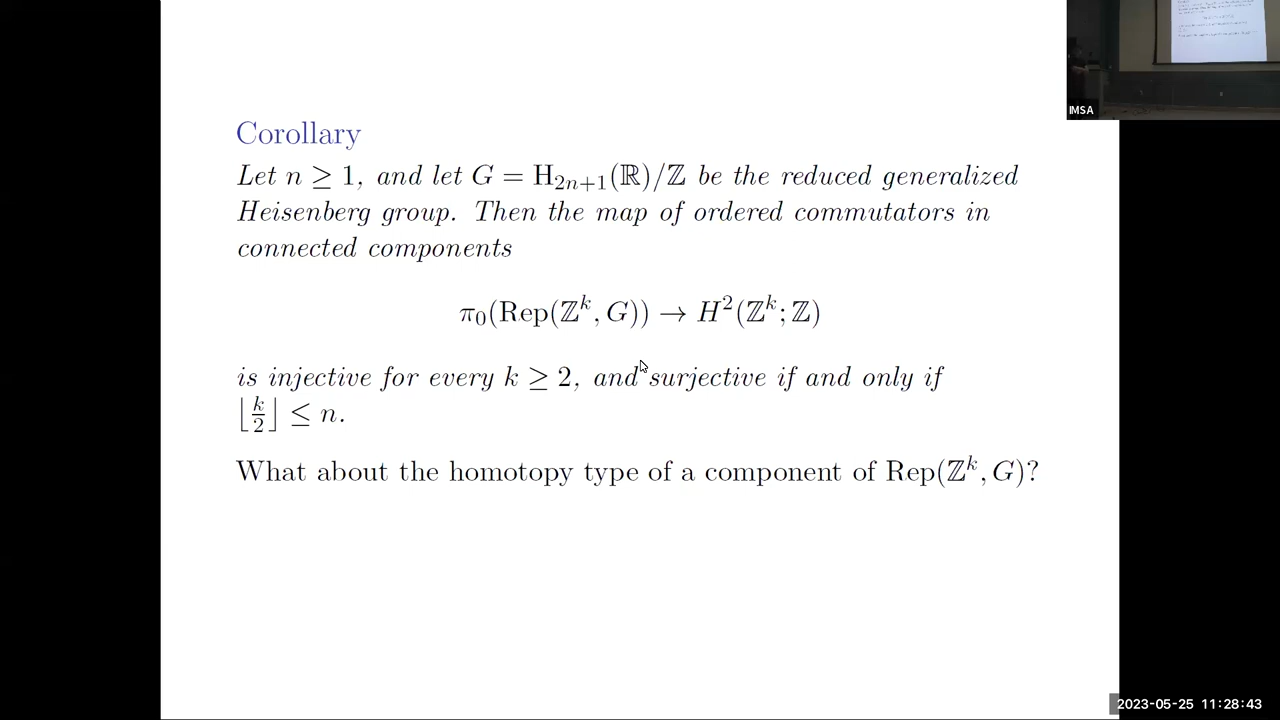 Corollary
Let n ≥ 1, and let G = H₂ₙ₊₁(ℝ)/ℤ be the reduced generalized
Heisenberg group. Then the map of ordered commutators in
connected components
π₀(Rep(ℤᵏ, G)) → H²(ℤᵏ; ℤ)
is injective for every k ≥ 2, and surjective if and only if
⌊k/2⌋ ≤ n.
What about the homotopy type of a component of Rep(ℤᵏ, G)?
IMSA
2023-05-25 11:28:43